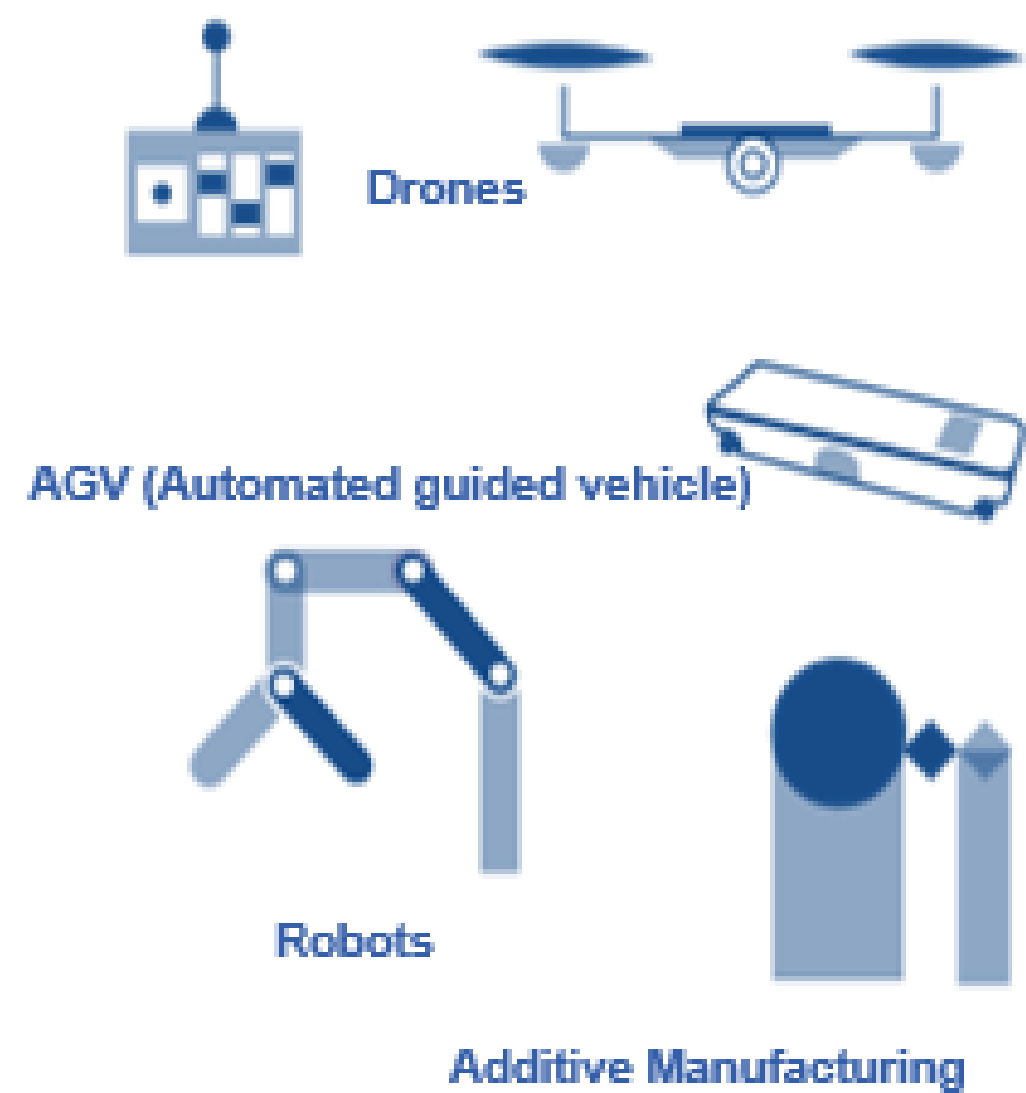 Drones
AGV (Automated guided vehicle)
Robots
Additive Manufacturing